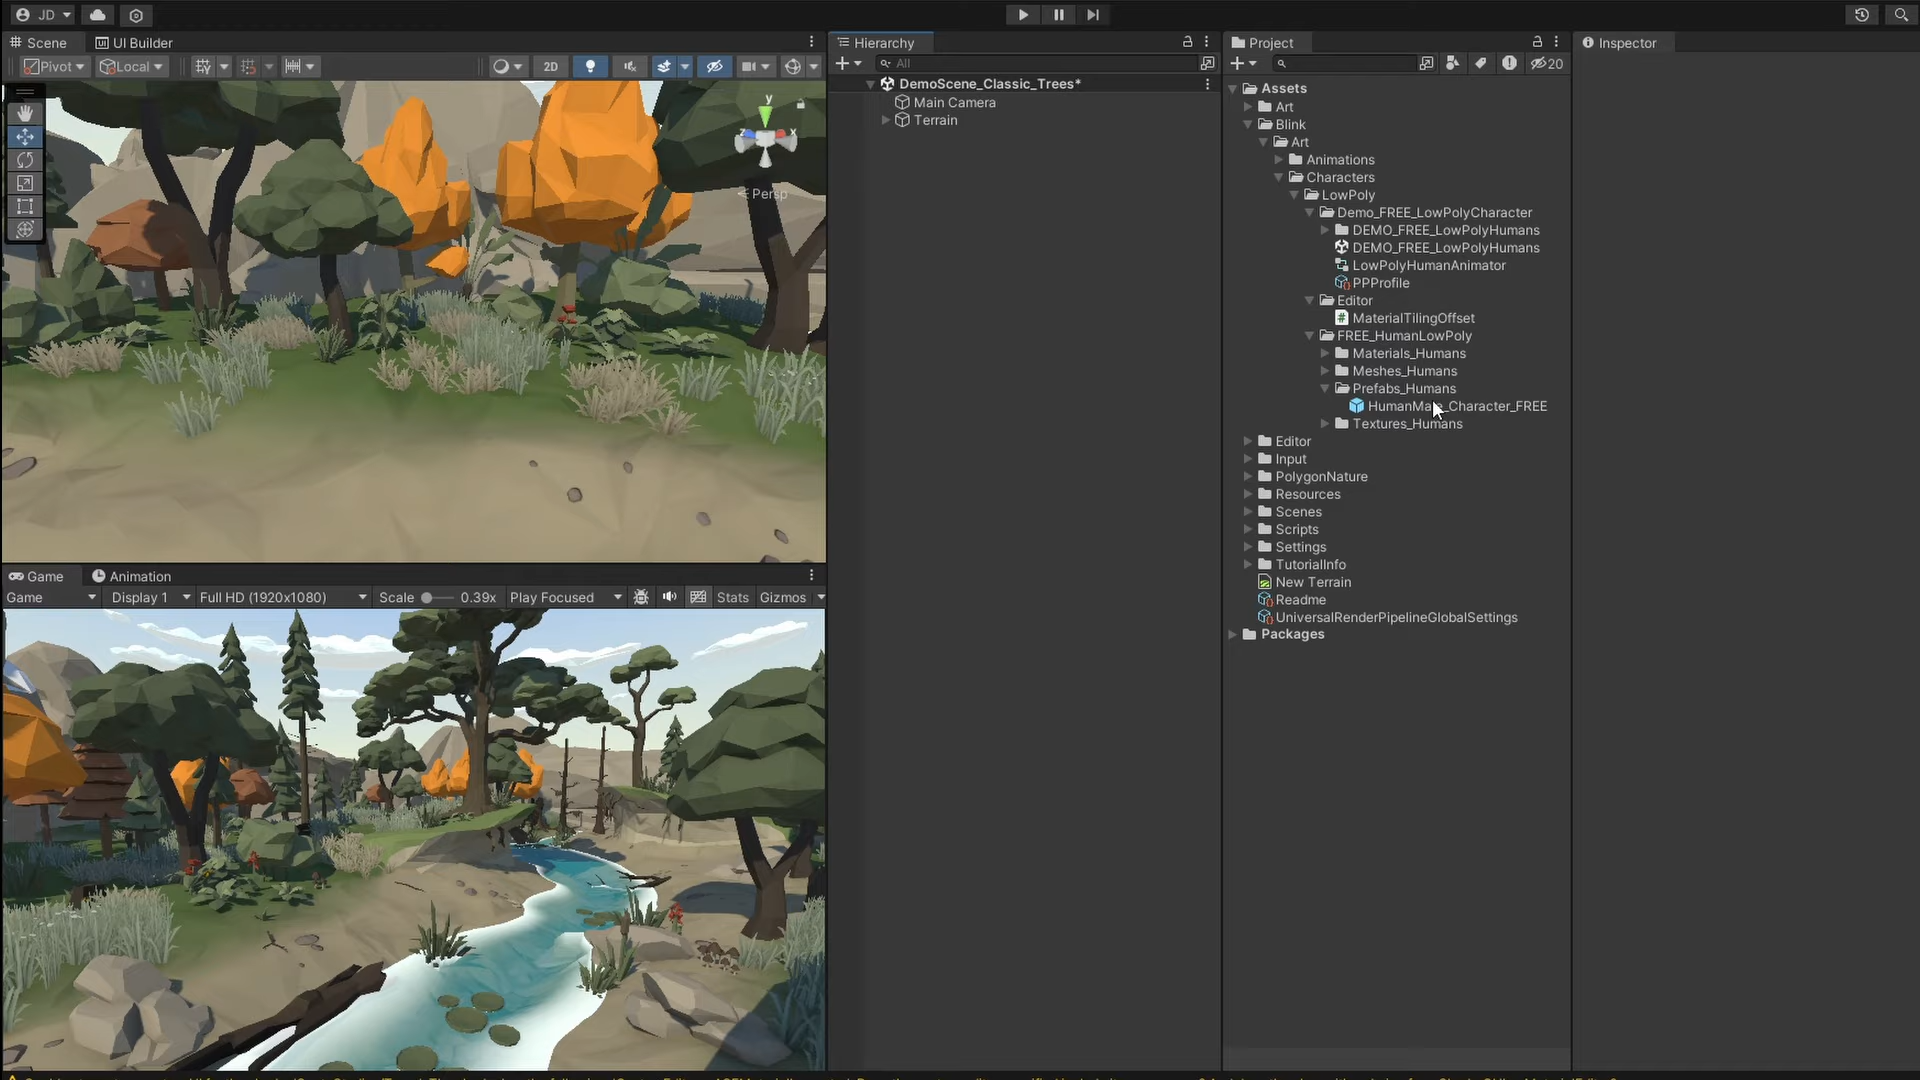 JD
Scene
UI Builder
Pivot
Local
2D
y
z
x
Persp
Game
Animation
Game
Display 1
Full HD (1920x1080)
Scale
0.39x
Play Focused
Stats
Gizmos
Hierarchy
All
DemoScene_Classic_Trees*
Main Camera
Terrain
Project
20
Assets
Art
Blink
Art
Animations
Characters
LowPoly
Demo_FREE_LowPolyCharacter
DEMO_FREE_LowPolyHumans
DEMO_FREE_LowPolyHumans
LowPolyHumanAnimator
PPProfile
Editor
MaterialTilingOffset
FREE_HumanLowPoly
Materials_Humans
Meshes_Humans
Prefabs_Humans
HumanMale_Character_FREE
Textures_Humans
Editor
Input
PolygonNature
Resources
Scenes
Scripts
Settings
TutorialInfo
New Terrain
Readme
UniversalRenderPipelineGlobalSettings
Packages
Inspector